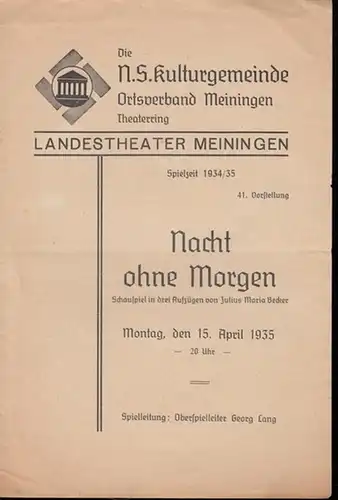 Die
N.S. Kulturgemeinde
Ortsverband Meiningen
Theaterring
LANDESTHEATER MEININGEN
Spielzeit 1934/35
41. Vorstellung
Nacht
ohne Morgen
Schauspiel in drei Aufzügen von Julius Maria Becker
Montag, den 15. April 1935
— 20 Uhr —
Spielleitung: Oberspielleiter Georg Lang